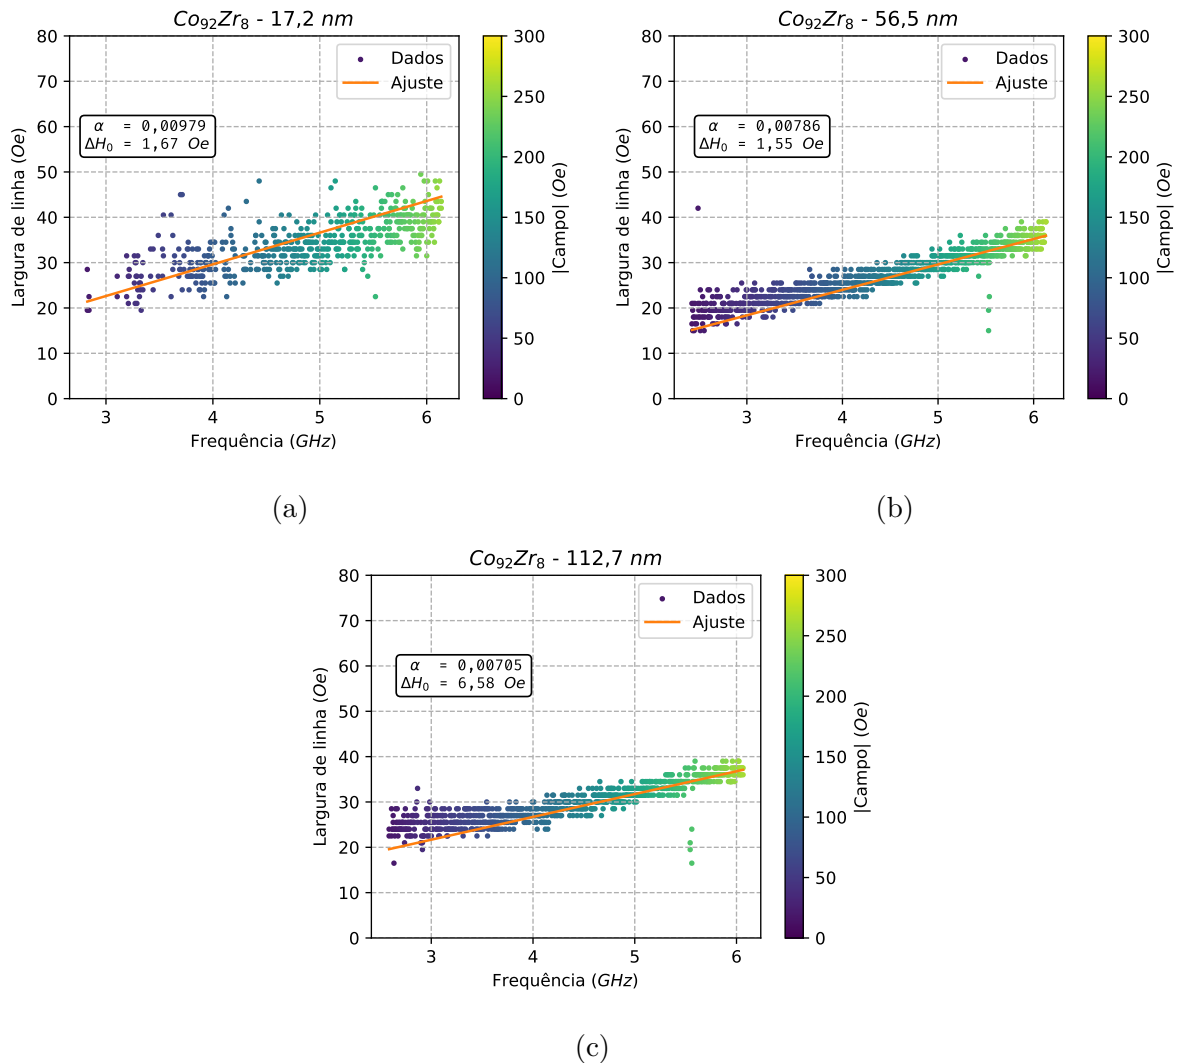 Co₉₂Zr₈ - 17,2 nm
80
70
60
50
40
30
20
10
0
Largura de linha (Oe)
3
4
5
6
Frequência (GHz)
Dados
Ajuste
α = 0,00979
ΔH₀ = 1,67 Oe
300
250
200
150
100
50
0
|Campo| (Oe)
(a)
Co₉₂Zr₈ - 56,5 nm
80
70
60
50
40
30
20
10
0
Largura de linha (Oe)
3
4
5
6
Frequência (GHz)
Dados
Ajuste
α = 0,00786
ΔH₀ = 1,55 Oe
300
250
200
150
100
50
0
|Campo| (Oe)
(b)
Co₉₂Zr₈ - 112,7 nm
80
70
60
50
40
30
20
10
0
Largura de linha (Oe)
3
4
5
6
Frequência (GHz)
Dados
Ajuste
α = 0,00705
ΔH₀ = 6,58 Oe
300
250
200
150
100
50
0
|Campo| (Oe)
(c)